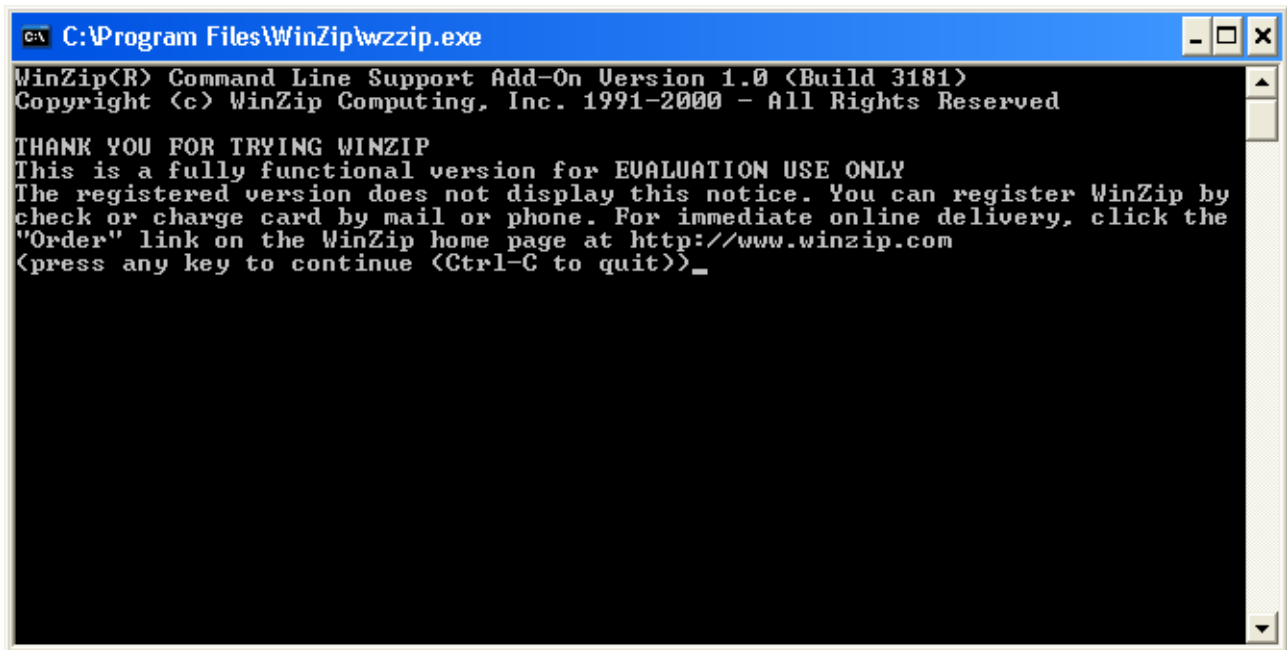 C:\Program Files\WinZip\wzzip.exe
WinZip(R) Command Line Support Add-On Version 1.0 (Build 3181)
Copyright (c) WinZip Computing, Inc. 1991-2000 - All Rights Reserved
THANK YOU FOR TRYING WINZIP
This is a fully functional version for EVALUATION USE ONLY
The registered version does not display this notice. You can register WinZip by
check or charge card by mail or phone. For immediate online delivery, click the
"Order" link on the WinZip home page at http://www.winzip.com
(press any key to continue (Ctrl-C to quit))_